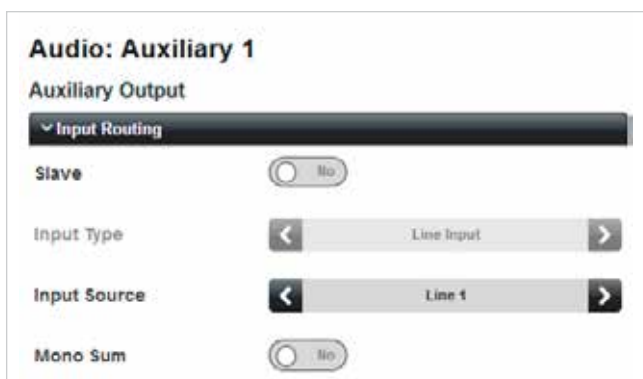 Audio: Auxiliary 1
Auxiliary Output
Input Routing
Slave No
Input Type Line Input
Input Source Line 1
Mono Sum No